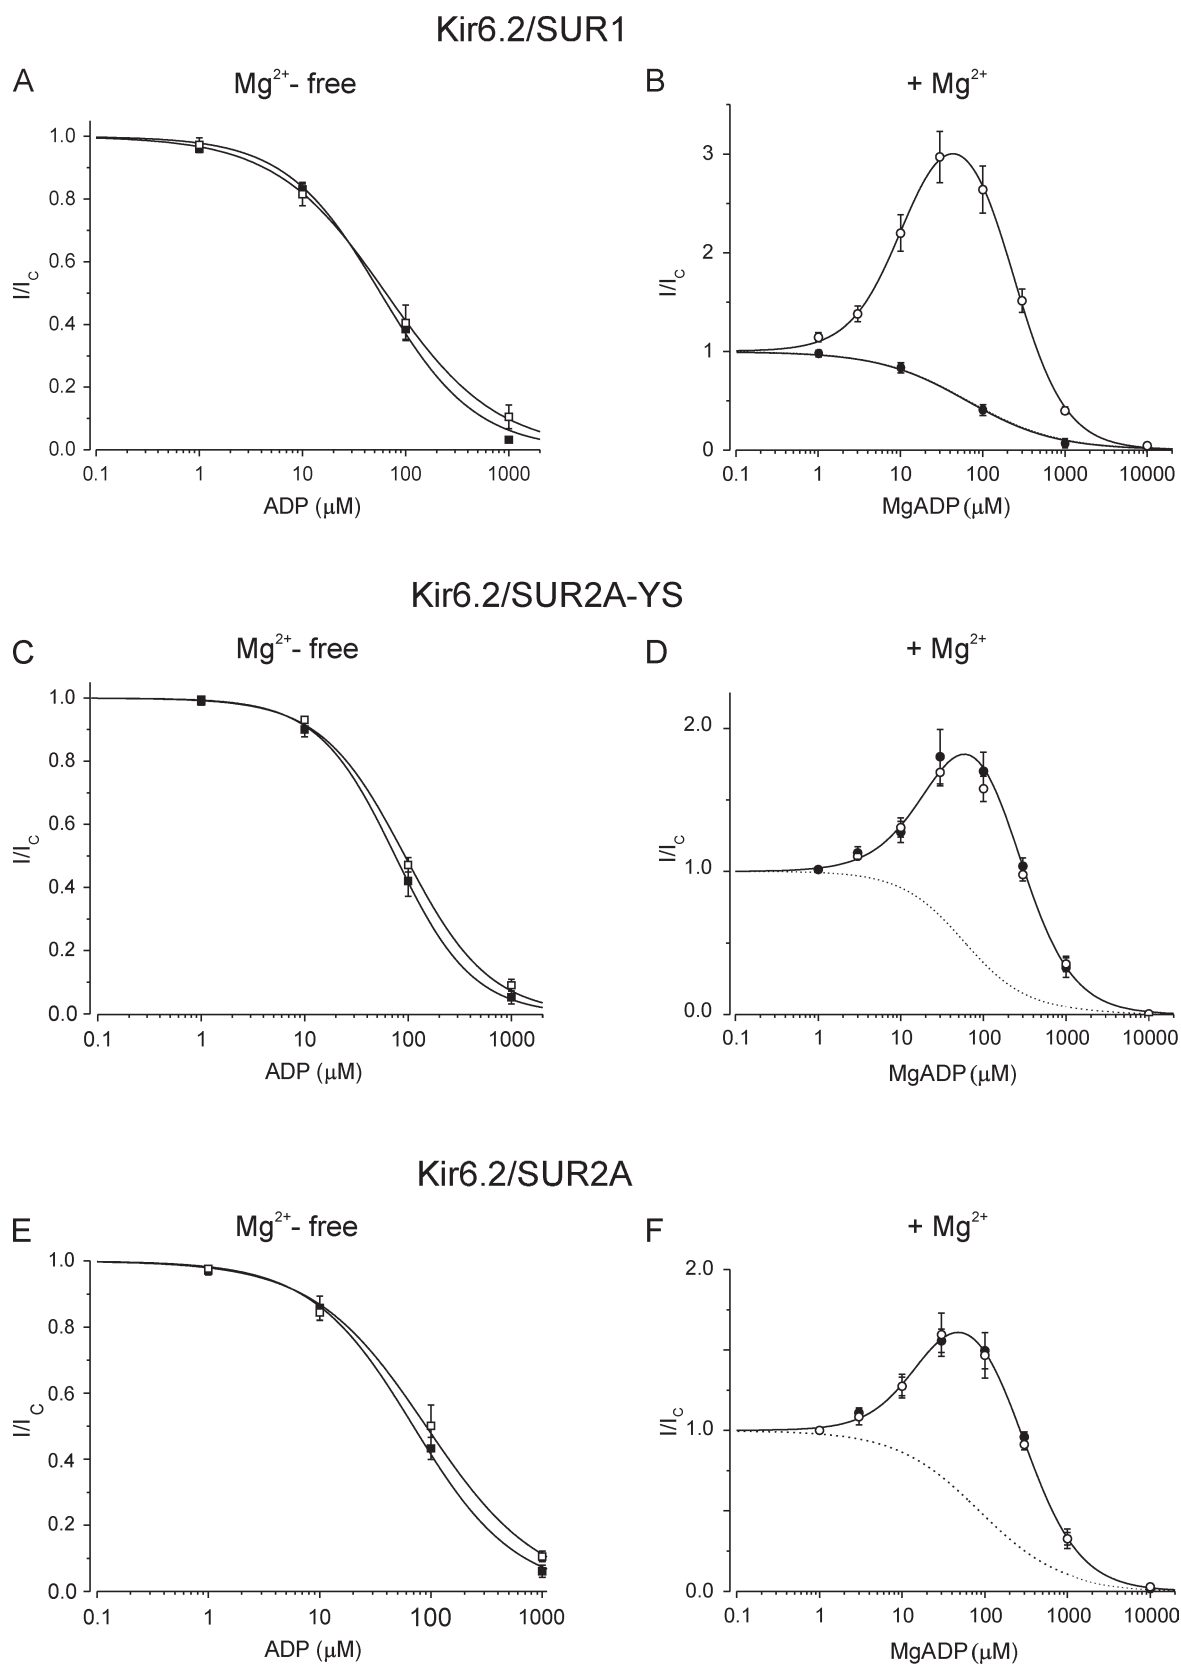 Kir6.2/SUR1
A
Mg2+- free
1.0
0.8
0.6
0.4
0.2
0.0
I/IC
0.1 1 10 100 1000
ADP (μM)
B
+ Mg2+
3
2
1
0
I/IC
0.1 1 10 100 1000 10000
MgADP (μM)
Kir6.2/SUR2A-YS
C
Mg2+- free
1.0
0.8
0.6
0.4
0.2
0.0
I/IC
0.1 1 10 100 1000
ADP (μM)
D
+ Mg2+
2.0
1.0
0.0
I/IC
0.1 1 10 100 1000 10000
MgADP (μM)
Kir6.2/SUR2A
E
Mg2+- free
1.0
0.8
0.6
0.4
0.2
0.0
I/IC
0.1 1 10 100 1000
ADP (μM)
F
+ Mg2+
2.0
1.0
0.0
I/IC
0.1 1 10 100 1000 10000
MgADP (μM)